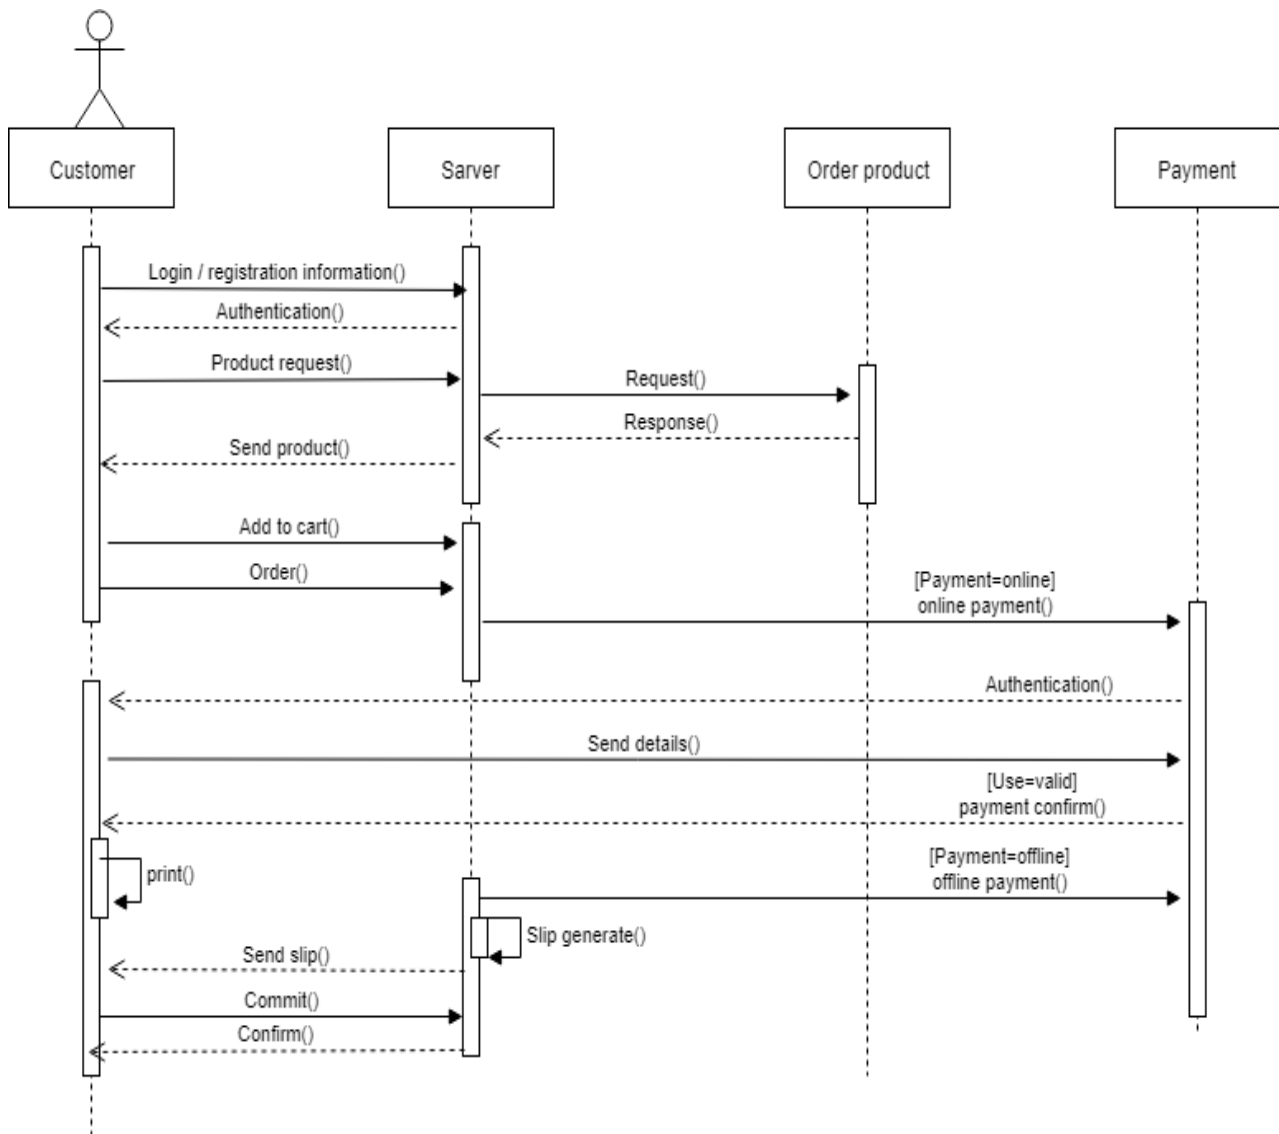 Customer
Sarver
Order product
Payment
Login / registration information()
Authentication()
Product request()
Request()
Response()
Send product()
Add to cart()
Order()
[Payment=online]
online payment()
Authentication()
Send details()
[Use=valid]
payment confirm()
[Payment=offline]
offline payment()
print()
Slip generate()
Send slip()
Commit()
Confirm()